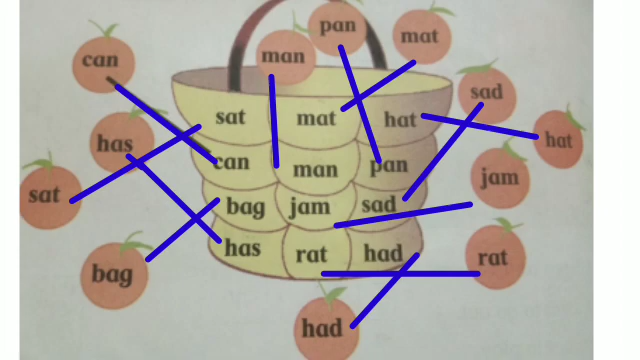 pan
man
mat
can
sad
has
hat
sat
jam
bag
rat
had
sat mat hat
can man pan
bag jam sad
has rat had